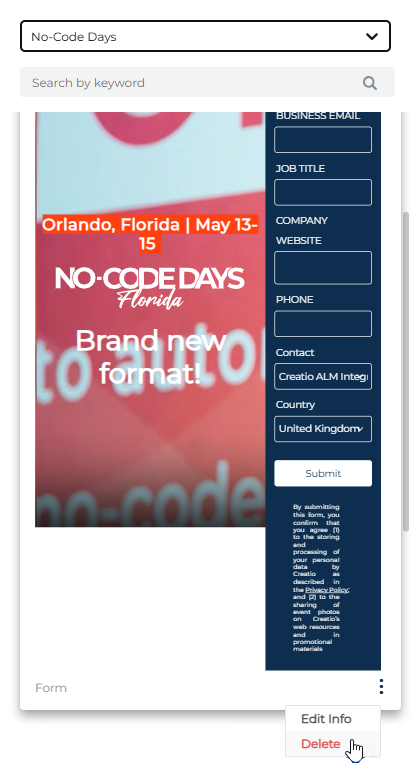 No-Code Days
Search by keyword
BUSINESS EMAIL
Orlando, Florida | May 13-
15
NO-CODE DAYS
Florida
Brand new
format!
to auto
no-code
JOB TITLE
COMPANY
WEBSITE
PHONE
Contact
Creatio ALM Integr
Country
United Kingdom
Submit
By submitting
this form, you
confirm that
you agree (1)
to the storing
and
processing of
your personal
data by
Creatio as
described in
the Privacy Policy;
and (2) to the
sharing of
event photos
on Creatio's
web resources
and in
promotional
materials
Form
Edit Info
Delete